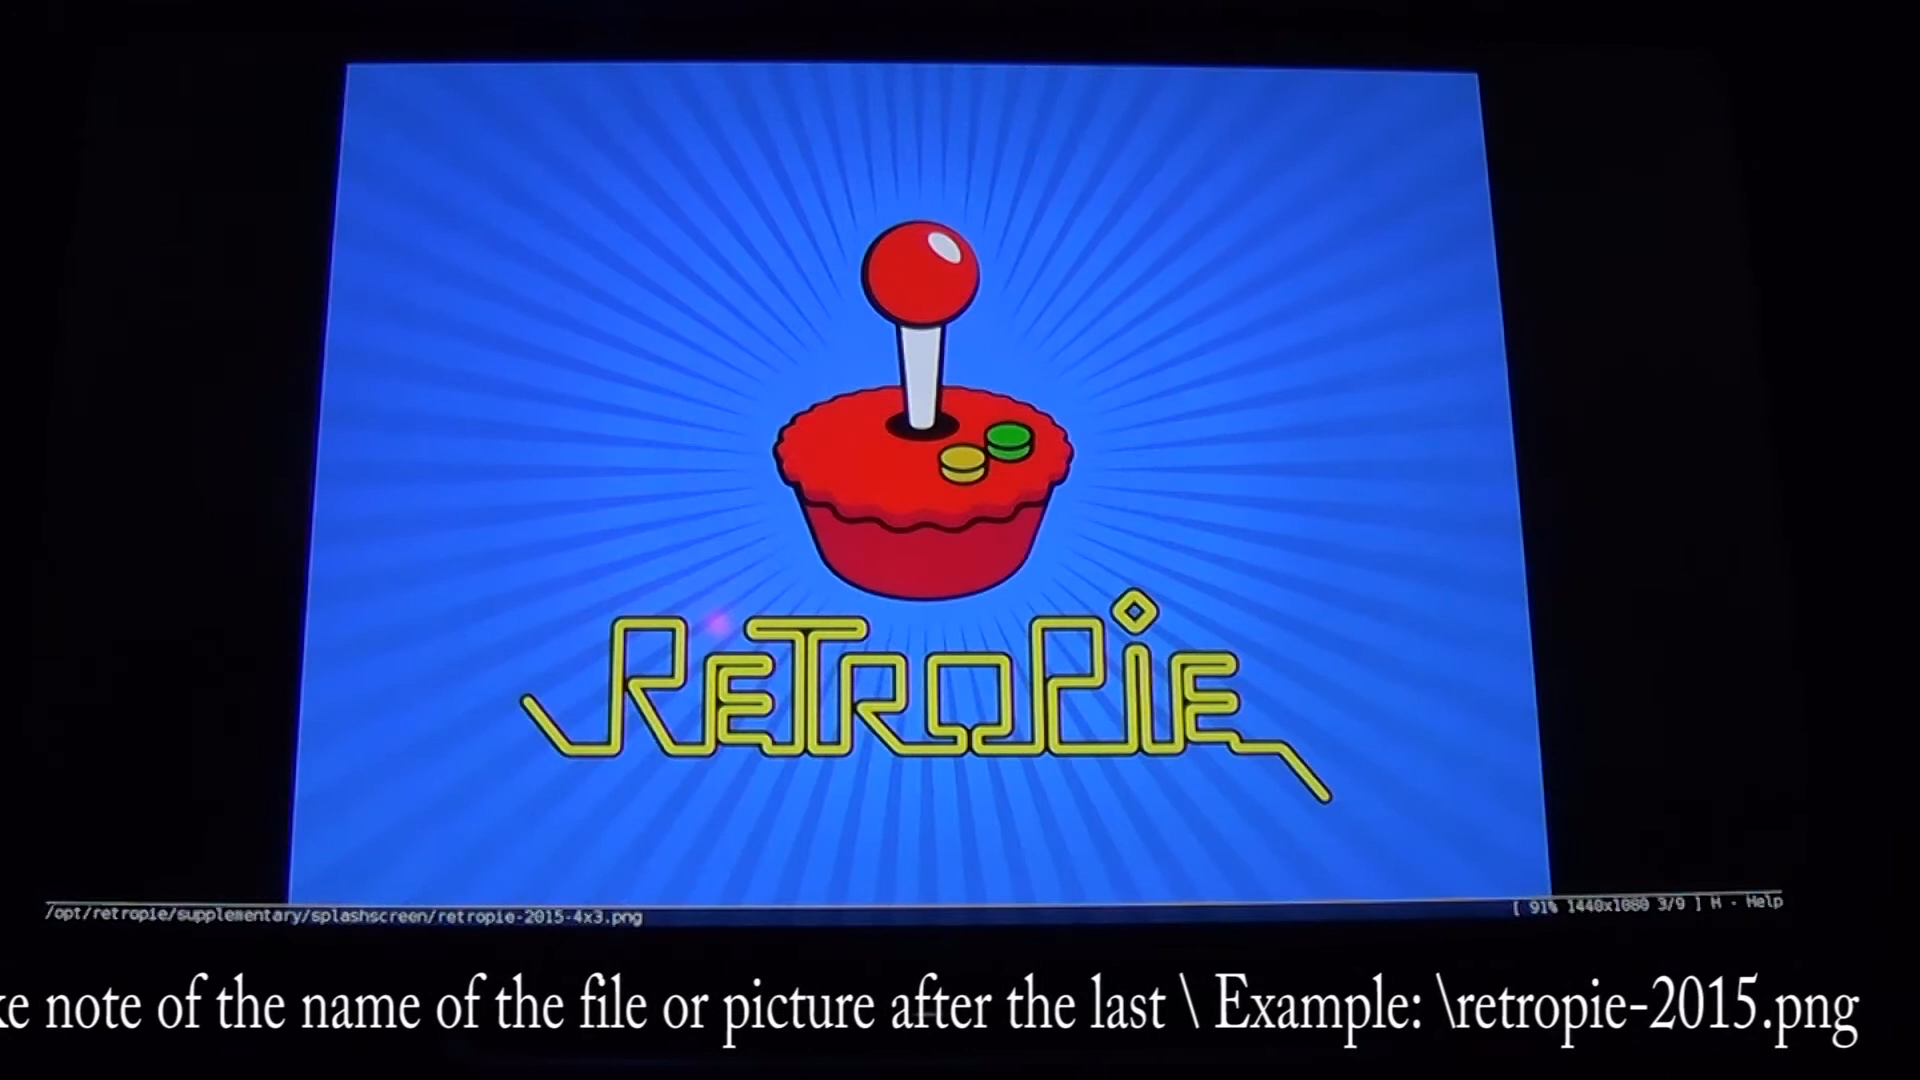 RetroPie
/opt/retropie/supplementary/splashscreen/retropie-2015-4x3.png
[ 91% 1440x1080 3/9 ] H - Help
note of the name of the file or picture after the last \ Example: \retropie-2015.png